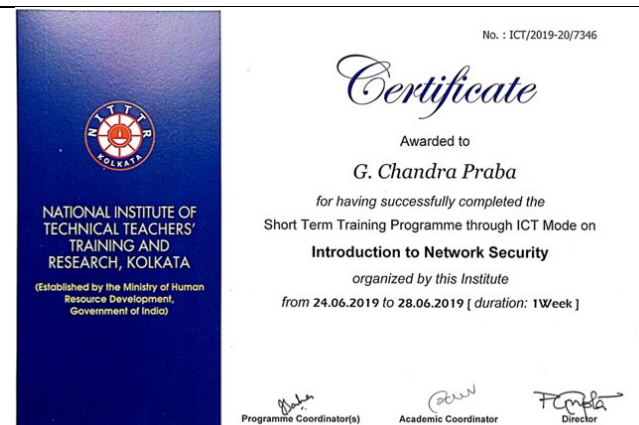 No. : ICT/2019-20/7346
Certificate
Awarded to
G. Chandra Praba
for having successfully completed the
Short Term Training Programme through ICT Mode on
Introduction to Network Security
organized by this Institute
from 24.06.2019 to 28.06.2019 [ duration: 1Week ]
Programme Coordinator(s)
Academic Coordinator
Director
NITTTR
KOLKATA
NATIONAL INSTITUTE OF
TECHNICAL TEACHERS'
TRAINING AND
RESEARCH, KOLKATA
(Established by the Ministry of Human
Resource Development,
Government of India)